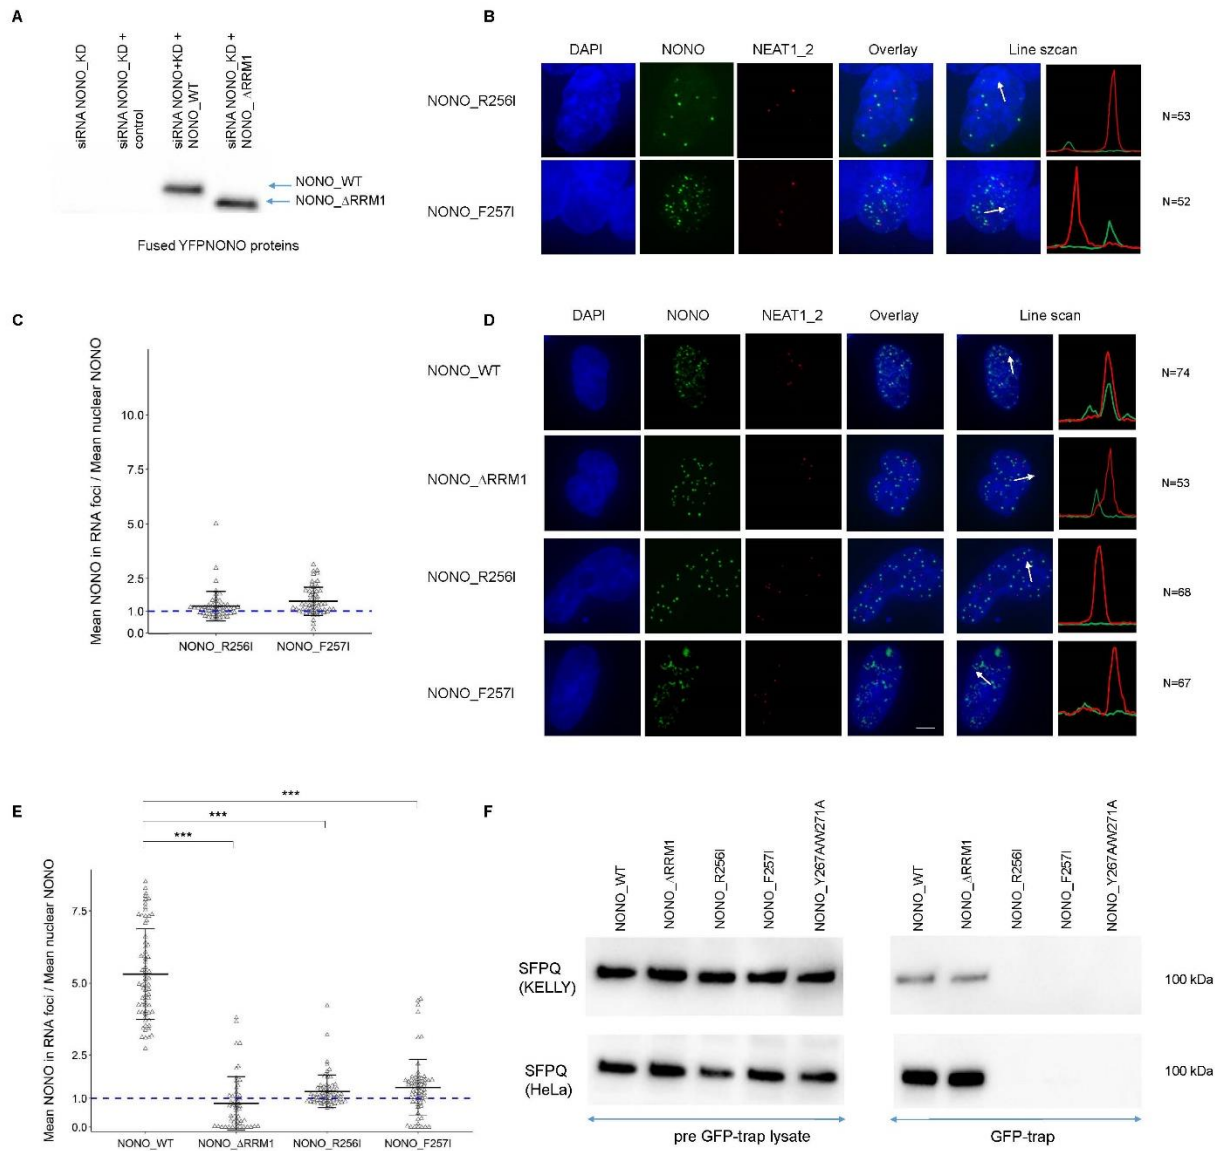 A
siRNA NONO_KD
siRNA NONO_KD +
control
siRNA NONO+KD +
NONO_WT
siRNA NONO_KD +
NONO_ΔRRM1
NONO_WT
NONO_ΔRRM1
Fused YFPNONO proteins
B
DAPI NONO NEAT1_2 Overlay Line szcan
NONO_R256I
N=53
NONO_F257I
N=52
C
Mean NONO in RNA foci / Mean nuclear NONO
10.0
5.0
2.5
1.0
0.0
NONO_R256I NONO_F257I
D
DAPI NONO NEAT1_2 Overlay Line scan
NONO_WT
N=74
NONO_ΔRRM1
N=53
NONO_R256I
N=68
NONO_F257I
N=67
E
***
***
***
Mean NONO in RNA foci / Mean nuclear NONO
7.5
5.0
2.5
1.0
0.0
NONO_WT NONO_ΔRRM1 NONO_R256I NONO_F257I
F
NONO_WT
NONO_ΔRRM1
NONO_R256I
NONO_F257I
NONO_Y267A/W271A
NONO_WT
NONO_ΔRRM1
NONO_R256I
NONO_F257I
NONO_Y267A/W271A
SFPQ
(KELLY)
100 kDa
SFPQ
(HeLa)
100 kDa
pre GFP-trap lysate
GFP-trap